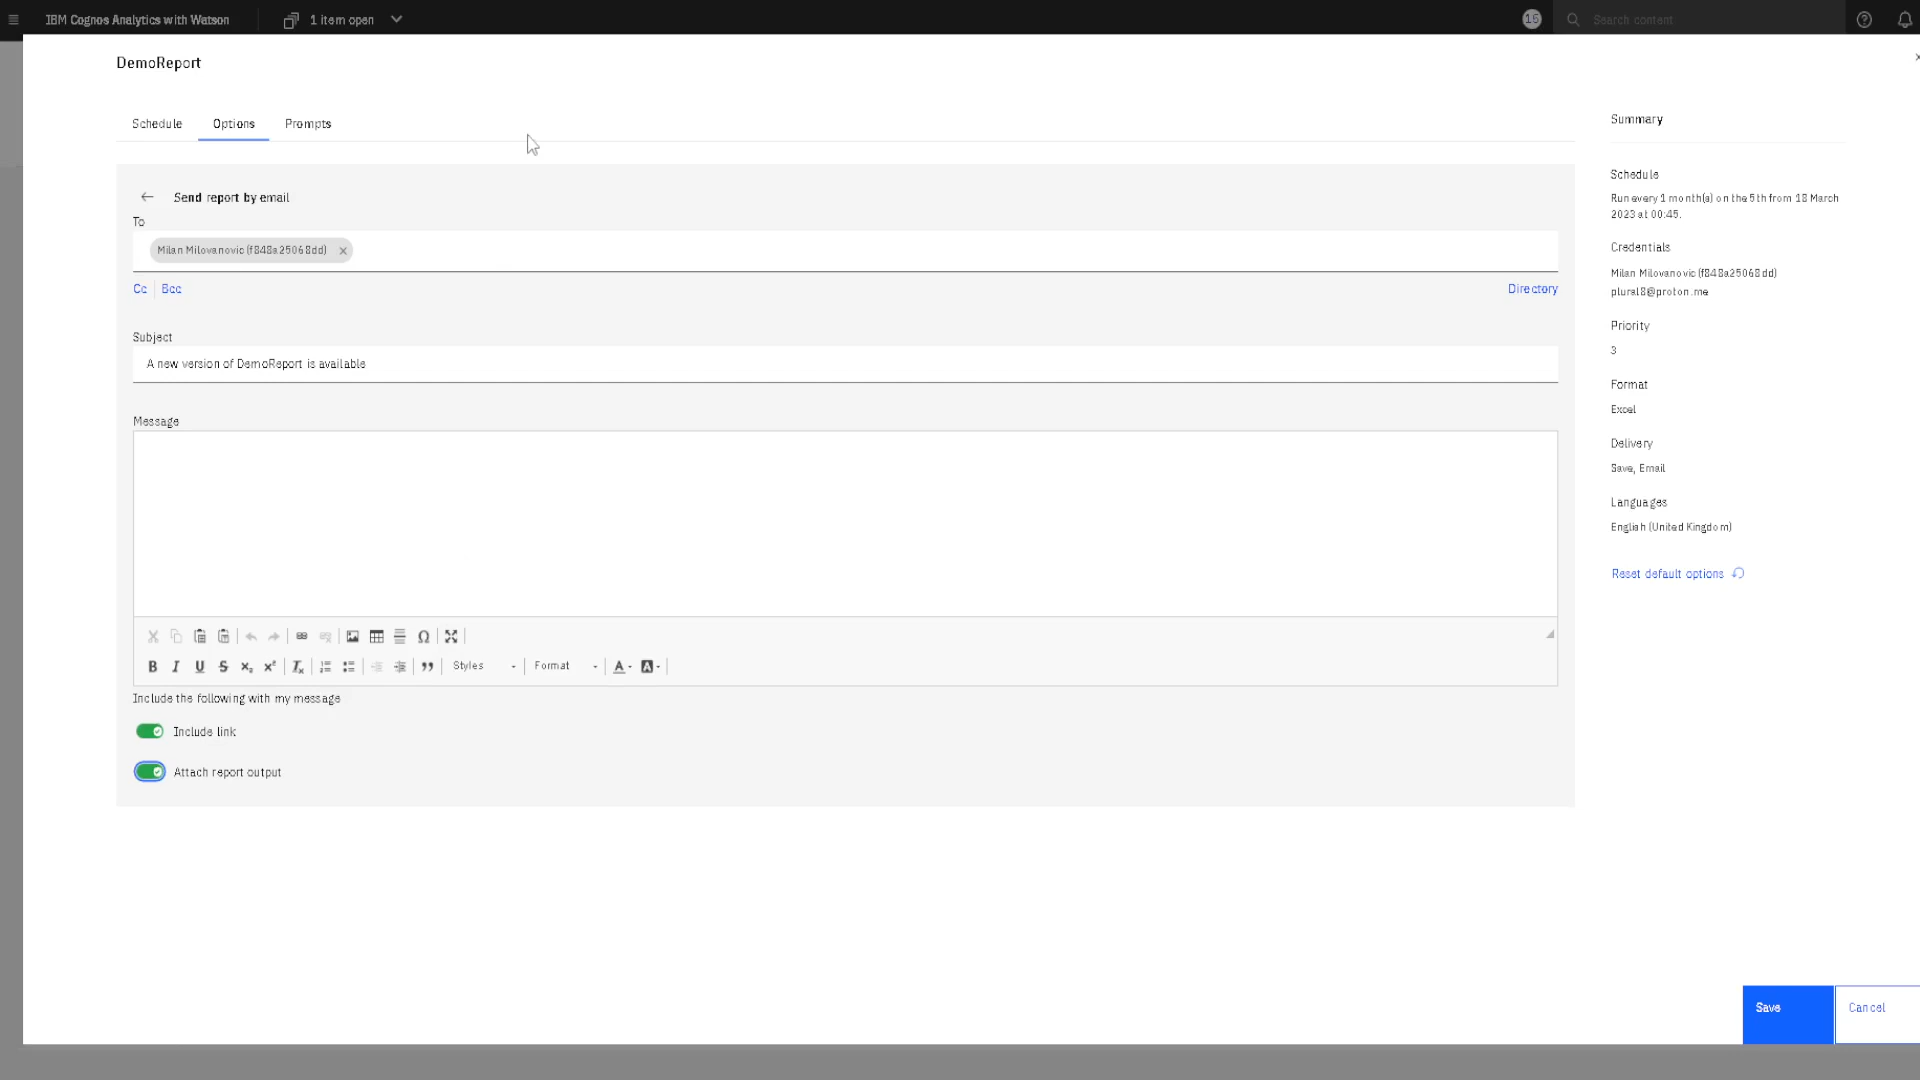 IBM Cognos Analytics with Watson
1 item open
15
Search content
DemoReport
Schedule
Options
Prompts
Send report by email
To
Milan Milovanovic (f848a25068dd)
Cc
Bcc
Directory
Subject
A new version of DemoReport is available
Message
Styles
Format
Include the following with my message
Include link
Attach report output
Summary
Schedule
Run every 1 month(s) on the 5th from 18 March
2023 at 00:45.
Credentials
Milan Milovanovic (f848a25068dd)
plural8@proton.me
Priority
3
Format
Excel
Delivery
Save, Email
Languages
English (United Kingdom)
Reset default options
Save
Cancel